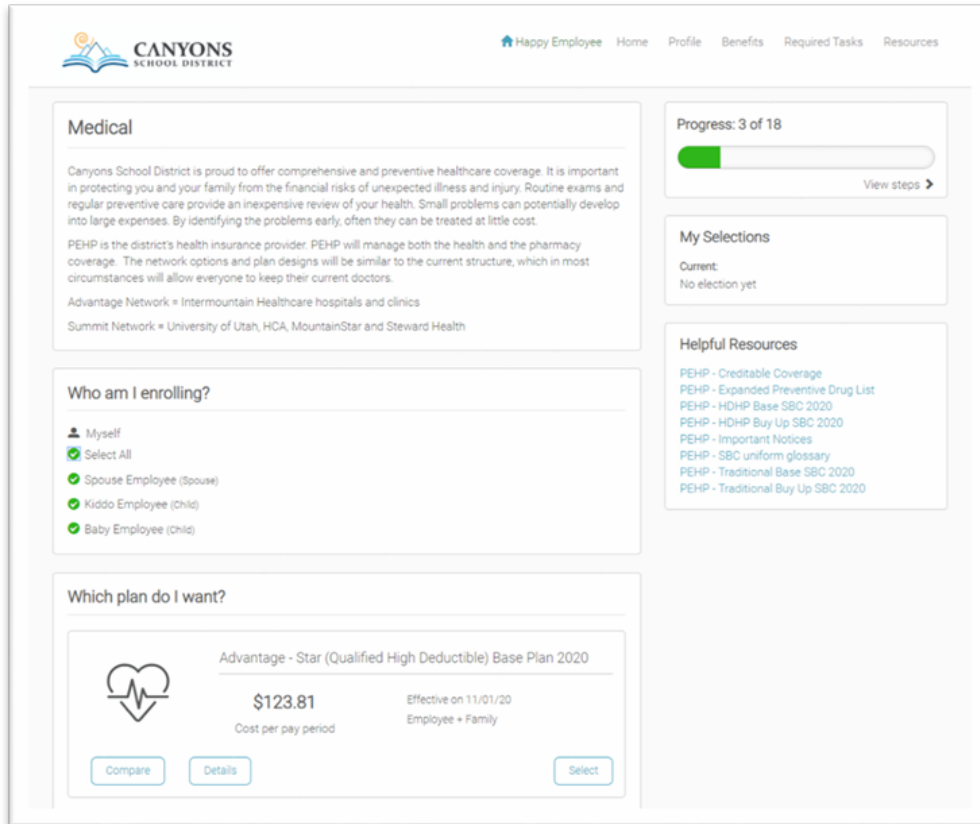 CANYONS
SCHOOL DISTRICT
Happy Employee Home Profile Benefits Required Tasks Resources
Medical
Canyons School District is proud to offer comprehensive and preventive healthcare coverage. It is important
in protecting you and your family from the financial risks of unexpected illness and injury. Routine exams and
regular preventive care provide an inexpensive review of your health. Small problems can potentially develop
into large expenses. By identifying the problems early, often they can be treated at little cost.
PEHP is the district's health insurance provider. PEHP will manage both the health and the pharmacy
coverage. The network options and plan designs will be similar to the current structure, which in most
circumstances will allow everyone to keep their current doctors.
Advantage Network = Intermountain Healthcare hospitals and clinics
Summit Network = University of Utah, HCA, MountainStar and Steward Health
Who am I enrolling?
Myself
Select All
Spouse Employee (Spouse)
Kiddo Employee (Child)
Baby Employee (Child)
Which plan do I want?
Advantage - Star (Qualified High Deductible) Base Plan 2020
$123.81
Cost per pay period
Effective on 11/01/20
Employee + Family
Compare
Details
Select
Progress: 3 of 18
View steps
My Selections
Current:
No election yet
Helpful Resources
PEHP - Creditable Coverage
PEHP - Expanded Preventive Drug List
PEHP - HDHP Base SBC 2020
PEHP - HDHP Buy Up SBC 2020
PEHP - Important Notices
PEHP - SBC uniform glossary
PEHP - Traditional Base SBC 2020
PEHP - Traditional Buy Up SBC 2020